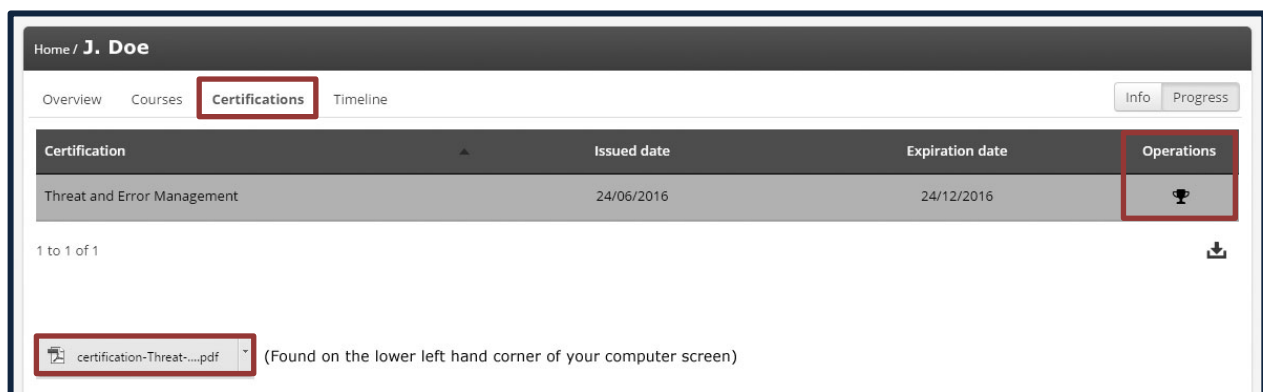 Home / J. Doe
Overview Courses Certifications Timeline Info Progress
Certification Issued date Expiration date Operations
Threat and Error Management 24/06/2016 24/12/2016
1 to 1 of 1
certification-Threat-....pdf (Found on the lower left hand corner of your computer screen)